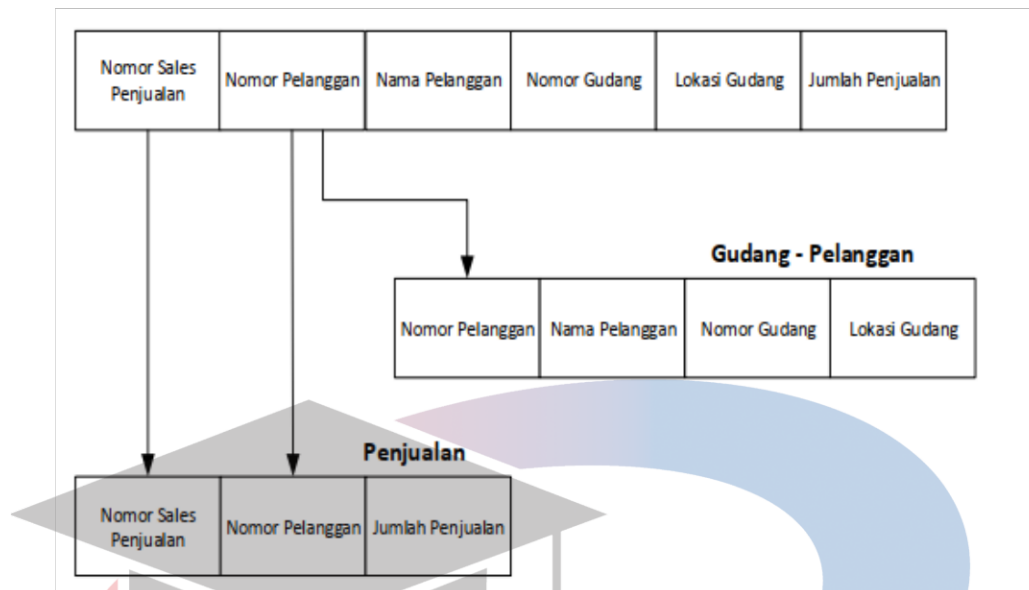 Nomor Sales
Penjualan
Nomor Pelanggan
Nama Pelanggan
Nomor Gudang
Lokasi Gudang
Jumlah Penjualan
Gudang - Pelanggan
Nomor Pelanggan
Nama Pelanggan
Nomor Gudang
Lokasi Gudang
Penjualan
Nomor Sales
Penjualan
Nomor Pelanggan
Jumlah Penjualan